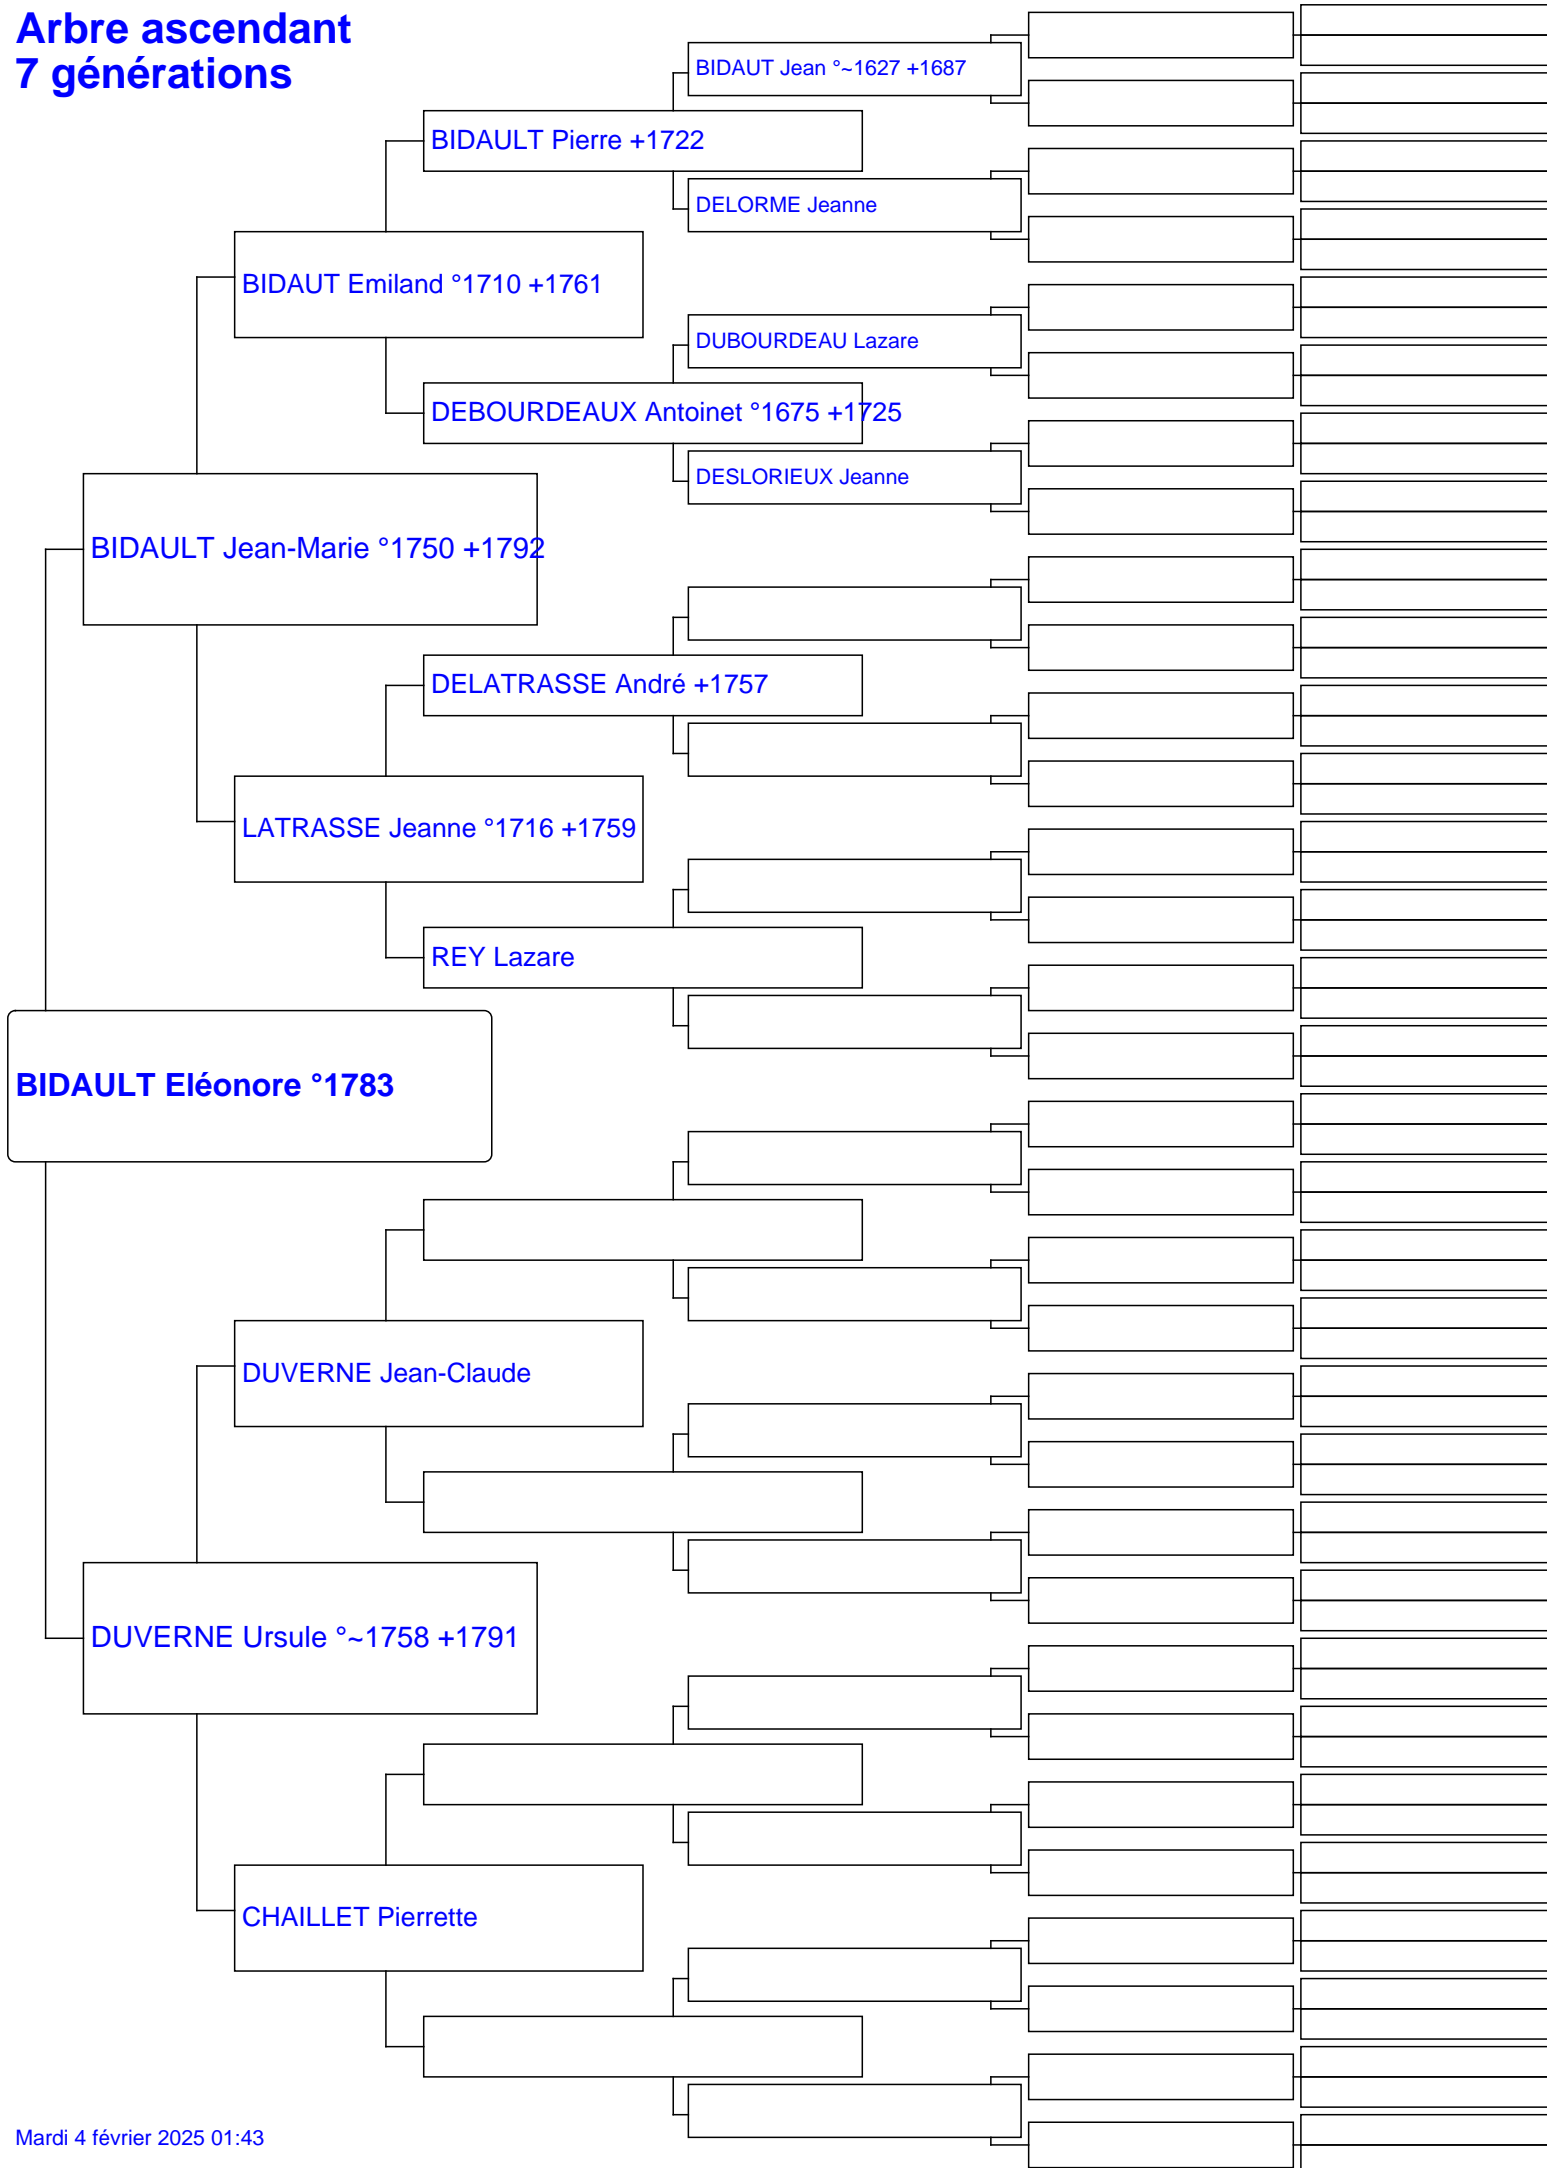 Arbre ascendant
7 générations
BIDAUT Jean °~1627 +1687
BIDAULT Pierre +1722
DELORME Jeanne
BIDAUT Emiland °1710 +1761
DUBOURDEAU Lazare
DEBOURDEAUX Antoinet °1675 +1725
DESLORIEUX Jeanne
BIDAULT Jean-Marie °1750 +1792
DELATRASSE André +1757
LATRASSE Jeanne °1716 +1759
REY Lazare
BIDAULT Eléonore °1783
DUVERNE Jean-Claude
DUVERNE Ursule °~1758 +1791
CHAILLET Pierrette
Mardi 4 février 2025 01:43